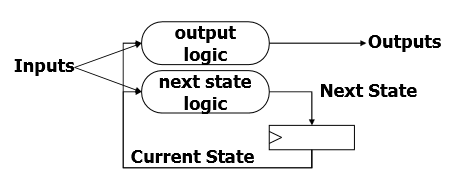 output
logic
Outputs
Inputs
next state
logic
Next State
Current State